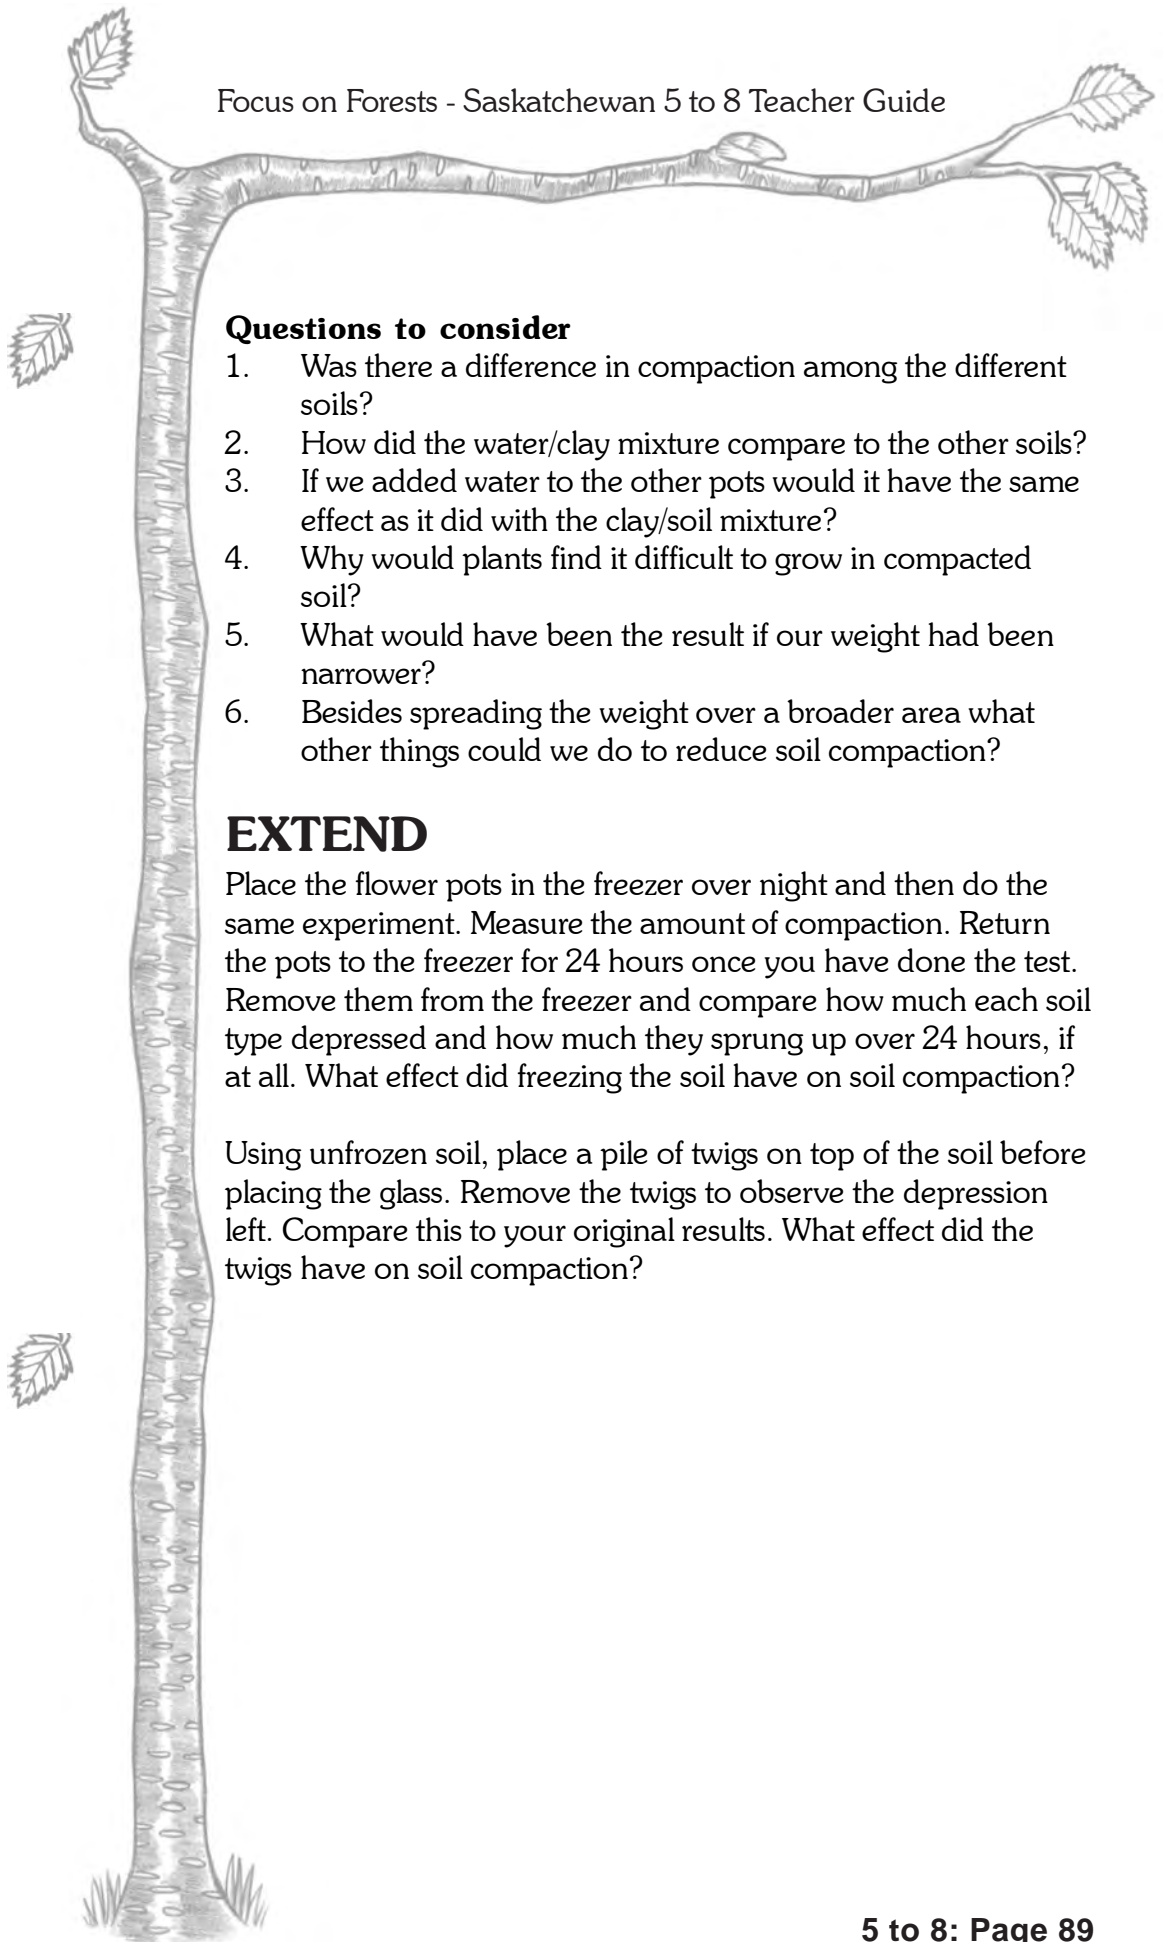 Focus on Forests - Saskatchewan 5 to 8 Teacher Guide
Questions to consider
1. Was there a difference in compaction among the different
soils?
2. How did the water/clay mixture compare to the other soils?
3. If we added water to the other pots would it have the same
effect as it did with the clay/soil mixture?
4. Why would plants find it difficult to grow in compacted
soil?
5. What would have been the result if our weight had been
narrower?
6. Besides spreading the weight over a broader area what
other things could we do to reduce soil compaction?
EXTEND
Place the flower pots in the freezer over night and then do the
same experiment. Measure the amount of compaction. Return
the pots to the freezer for 24 hours once you have done the test.
Remove them from the freezer and compare how much each soil
type depressed and how much they sprung up over 24 hours, if
at all. What effect did freezing the soil have on soil compaction?
Using unfrozen soil, place a pile of twigs on top of the soil before
placing the glass. Remove the twigs to observe the depression
left. Compare this to your original results. What effect did the
twigs have on soil compaction?
5 to 8: Page 89